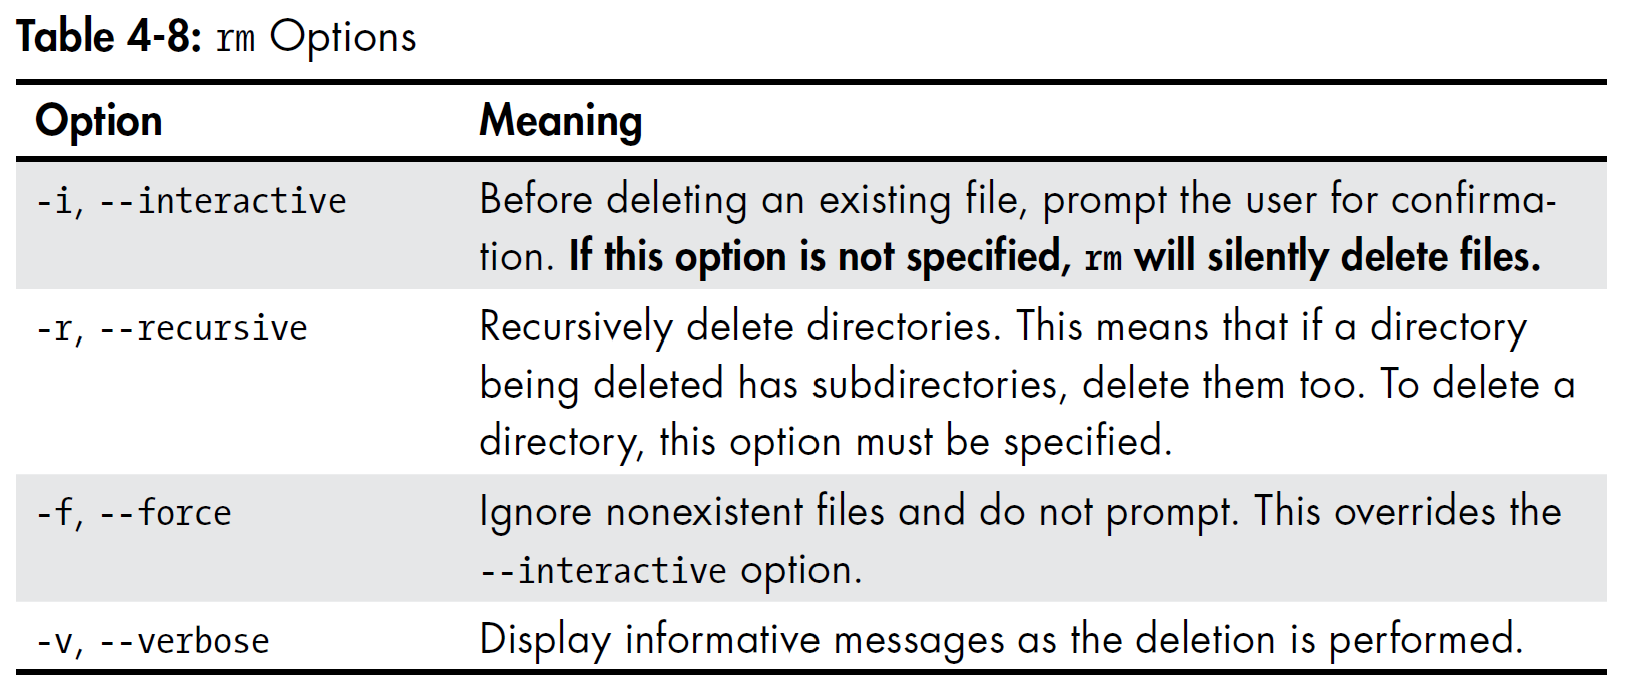 Table 4-8: rm Options
Option Meaning
-i, --interactive Before deleting an existing file, prompt the user for confirma-
tion. If this option is not specified, rm will silently delete files.
-r, --recursive Recursively delete directories. This means that if a directory
being deleted has subdirectories, delete them too. To delete a
directory, this option must be specified.
-f, --force Ignore nonexistent files and do not prompt. This overrides the
--interactive option.
-v, --verbose Display informative messages as the deletion is performed.